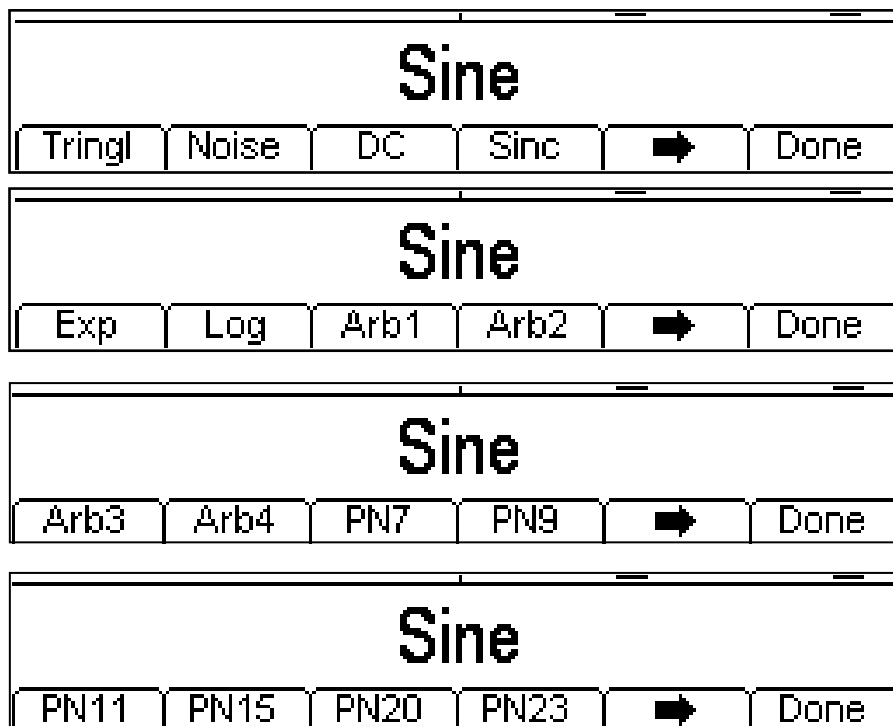 Sine
Tringl Noise DC Sinc Done
Sine
Exp Log Arb1 Arb2 Done
Sine
Arb3 Arb4 PN7 PN9 Done
Sine
PN11 PN15 PN20 PN23 Done